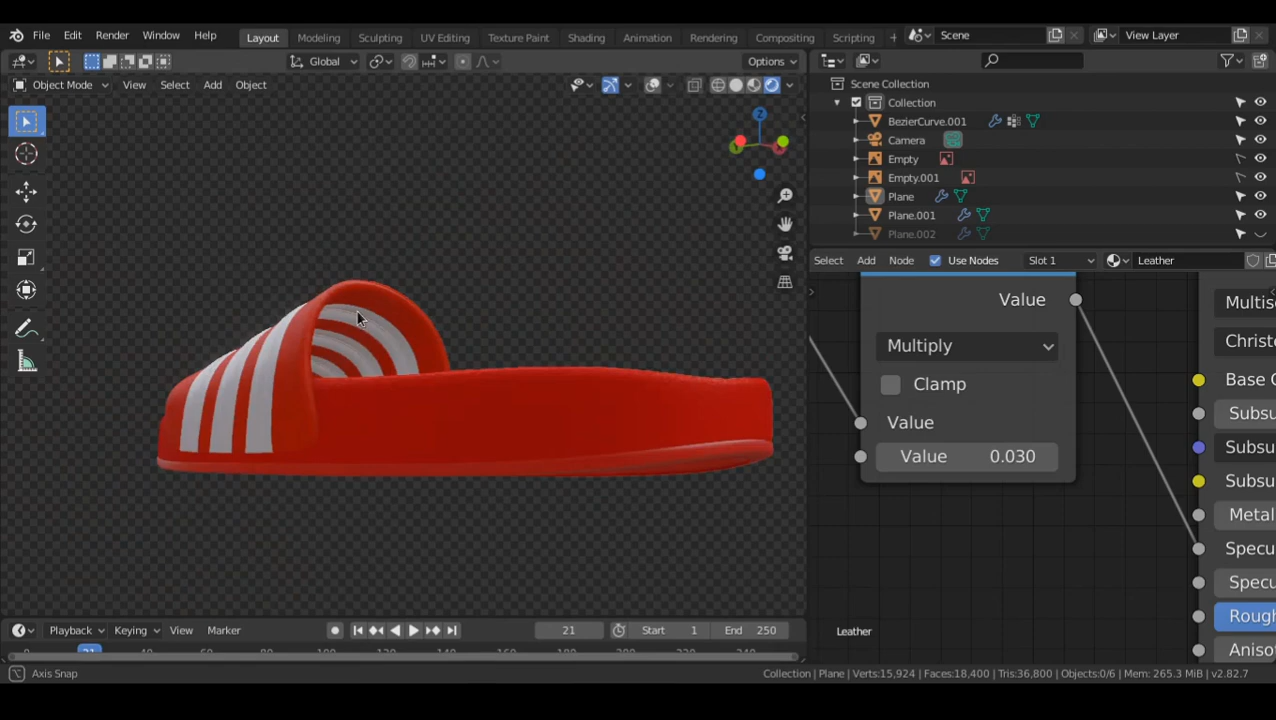 File Edit Render Window Help Layout Modeling Sculpting UV Editing Texture Paint Shading Animation Rendering Compositing Scripting + Scene View Layer
Global Options
Object Mode View Select Add Object
Scene Collection
Collection
BezierCurve.001
Camera
Empty
Empty.001
Plane
Plane.001
Plane.002
Select Add Node Use Nodes Slot 1 Leather
Z
Value
Multiply
Clamp
Value
Value 0.030
Multis
Christ
Base C
Subsu
Subsu
Subsu
Metal
Specu
Specu
Rough
Aniso
Leather
Playback Keying View Marker 21 Start 1 End 250
21
Axis Snap
Collection | Plane | Verts:15,924 | Faces:18,400 | Tris:36,800 | Objects:0/6 | Mem: 265.3 MiB | v2.82.7